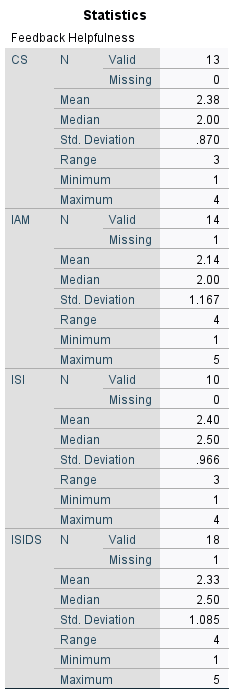 Statistics
Feedback Helpfulness
CS N Valid 13
Missing 0
Mean 2.38
Median 2.00
Std. Deviation .870
Range 3
Minimum 1
Maximum 4
IAM N Valid 14
Missing 1
Mean 2.14
Median 2.00
Std. Deviation 1.167
Range 4
Minimum 1
Maximum 5
ISI N Valid 10
Missing 0
Mean 2.40
Median 2.50
Std. Deviation .966
Range 3
Minimum 1
Maximum 4
ISIDS N Valid 18
Missing 1
Mean 2.33
Median 2.50
Std. Deviation 1.085
Range 4
Minimum 1
Maximum 5